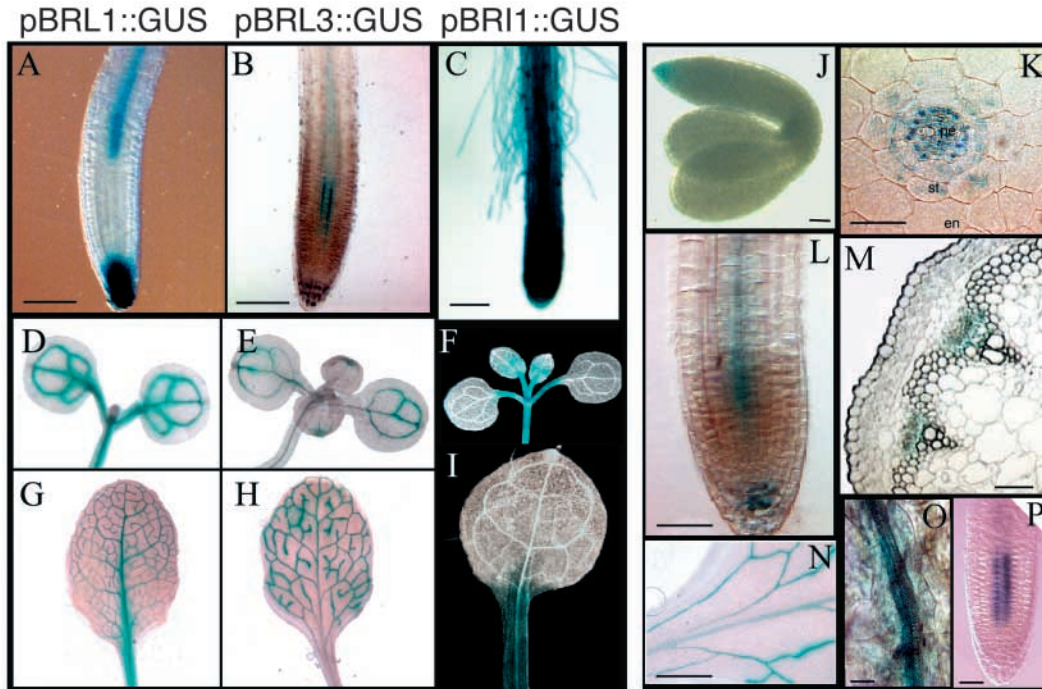 pBRL1::GUS pBRL3::GUS pBRI1::GUS
A B C J K
pe
st
en
L M
D E F
G H I
N O P